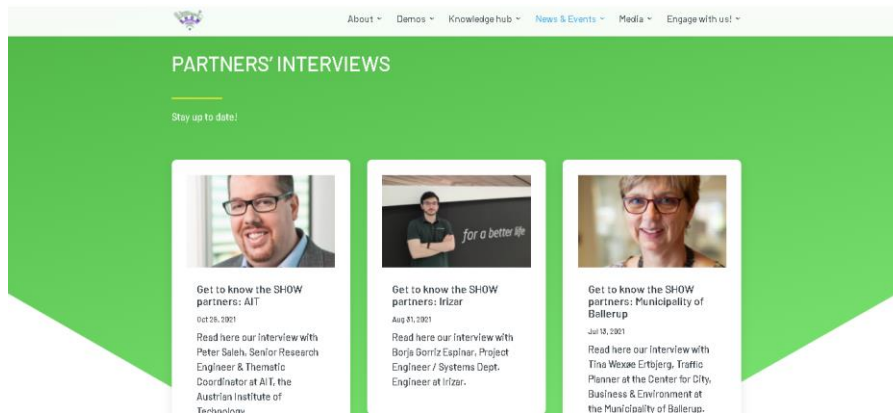 About Demos Knowledge hub News & Events Media Engage with us!
PARTNERS' INTERVIEWS
Stay up to date!
for a better life
Get to know the SHOW
partners: AIT
Oct 26, 2021
Read here our interview with
Peter Saleh, Senior Research
Engineer & Thematic
Coordinator at AIT, the
Austrian Institute of
Technology
Get to know the SHOW
partners: Irizar
Aug 31, 2021
Read here our interview with
Borja Gorriz Espinar, Project
Engineer / Systems Dept.
Engineer at Irizar.
Get to know the SHOW
partners: Municipality of
Ballerup
Jul 13, 2021
Read here our interview with
Tina Wexøe Ertbjerg, Traffic
Planner at the Center for City,
Business & Environment at
the Municipality of Ballerup.